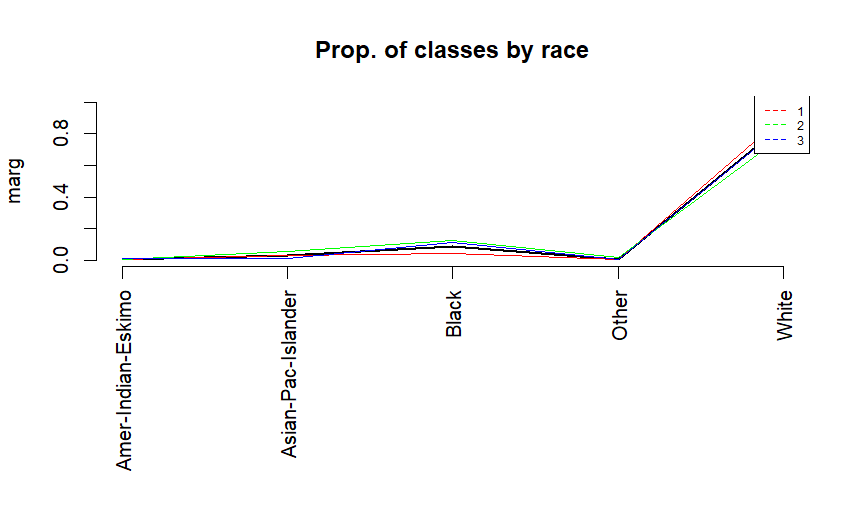 Prop. of classes by race
marg
0.8
0.4
0.0
1
2
3
Amer-Indian-Eskimo
Asian-Pac-Islander
Black
Other
White